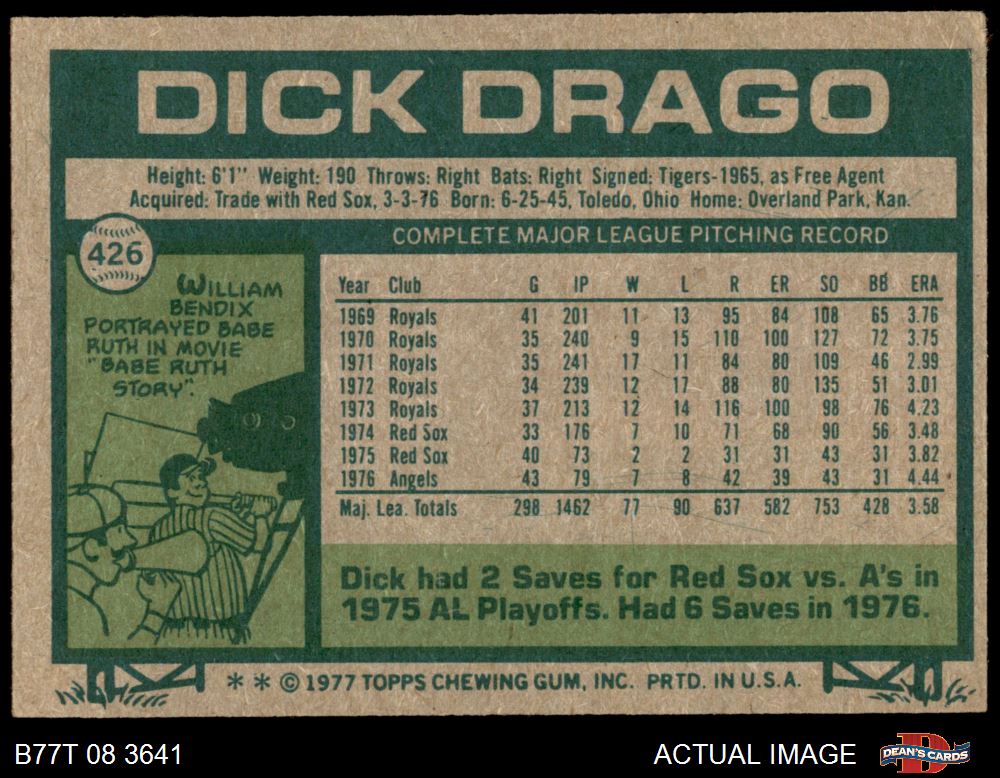 DICK DRAGO
Height: 6'1" Weight: 190 Throws: Right Bats: Right Signed: Tigers-1965, as Free Agent
Acquired: Trade with Red Sox, 3-3-76 Born: 6-25-45, Toledo, Ohio Home: Overland Park, Kan.
426
WILLIAM
BENDIX
PORTRAYED BABE
RUTH IN MOVIE
"BABE RUTH
STORY".
COMPLETE MAJOR LEAGUE PITCHING RECORD
Year Club G IP W L R ER SO BB ERA
1969 Royals 41 201 11 13 95 84 108 65 3.76
1970 Royals 35 240 9 15 110 100 127 72 3.75
1971 Royals 35 241 17 11 84 80 109 46 2.99
1972 Royals 34 239 12 17 88 80 135 51 3.01
1973 Royals 37 213 12 14 116 100 98 76 4.23
1974 Red Sox 33 176 7 10 71 68 90 56 3.48
1975 Red Sox 40 73 2 2 31 31 43 31 3.82
1976 Angels 43 79 7 8 42 39 43 31 4.44
Maj. Lea. Totals 298 1462 77 90 637 582 753 428 3.58
Dick had 2 Saves for Red Sox vs. A's in
1975 AL Playoffs. Had 6 Saves in 1976.
* * © 1977 TOPPS CHEWING GUM, INC. PRTD. IN U.S.A.
B77T 08 3641
ACTUAL IMAGE
DEAN'S CARDS